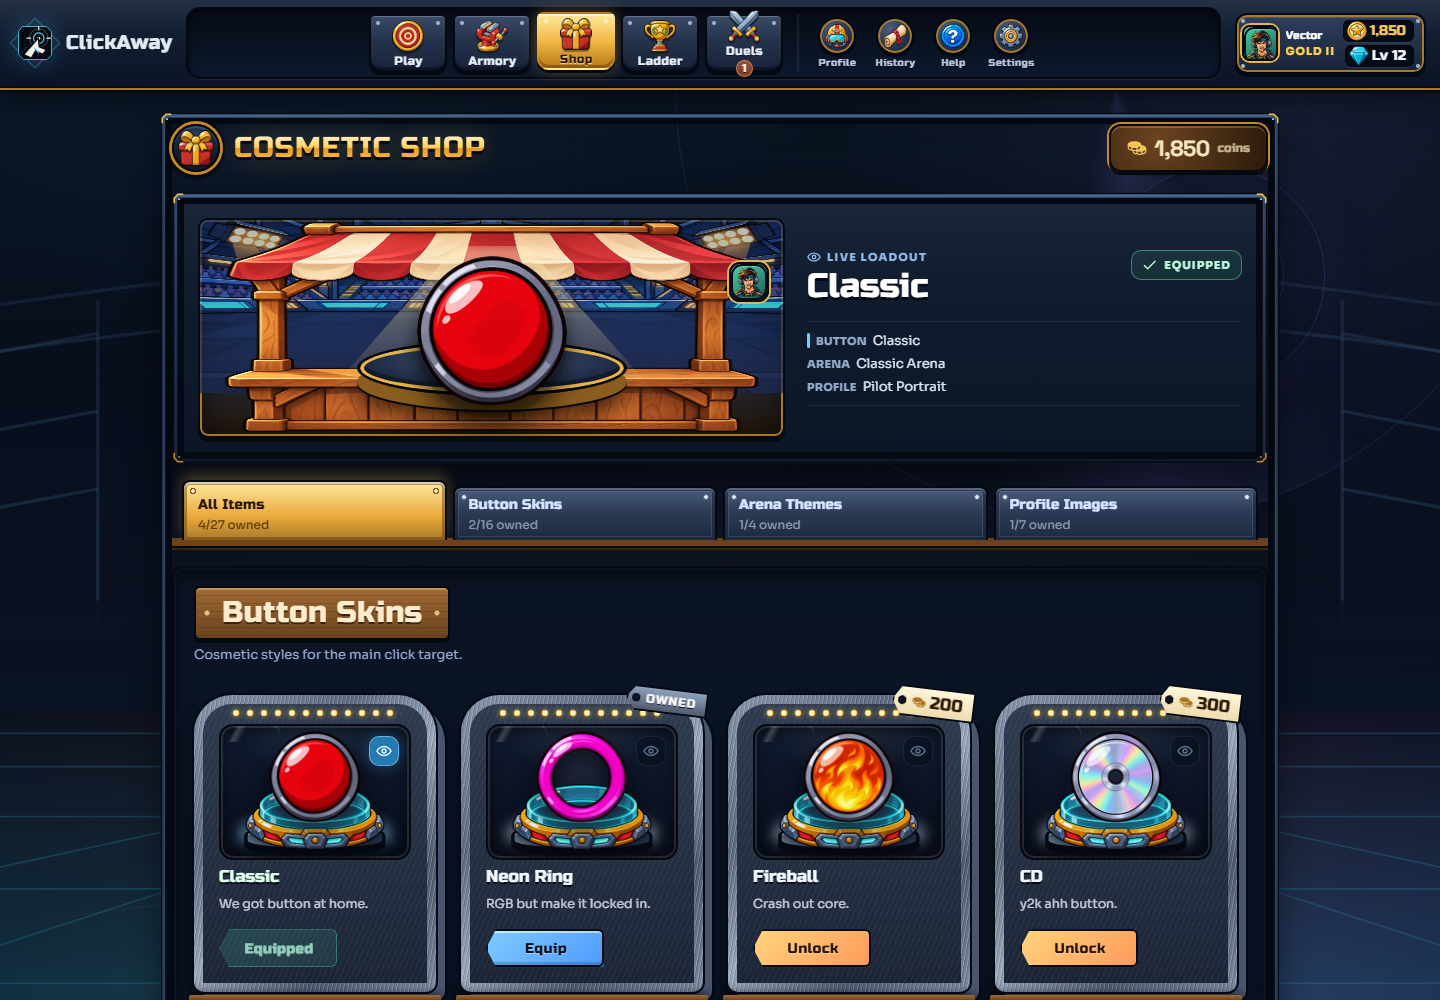 ClickAway
Play
Armory
Shop
Ladder
Duels
1
Profile
History
Help
Settings
Vector
GOLD II
1,850
Lv 12
COSMETIC SHOP
1,850 coins
LIVE LOADOUT
Classic
EQUIPPED
BUTTON Classic
ARENA Classic Arena
PROFILE Pilot Portrait
All Items
4/27 owned
Button Skins
2/16 owned
Arena Themes
1/4 owned
Profile Images
1/7 owned
Button Skins
Cosmetic styles for the main click target.
Classic
We got button at home.
Equipped
OWNED
Neon Ring
RGB but make it locked in.
Equip
200
Fireball
Crash out core.
Unlock
300
CD
y2k ahh button.
Unlock